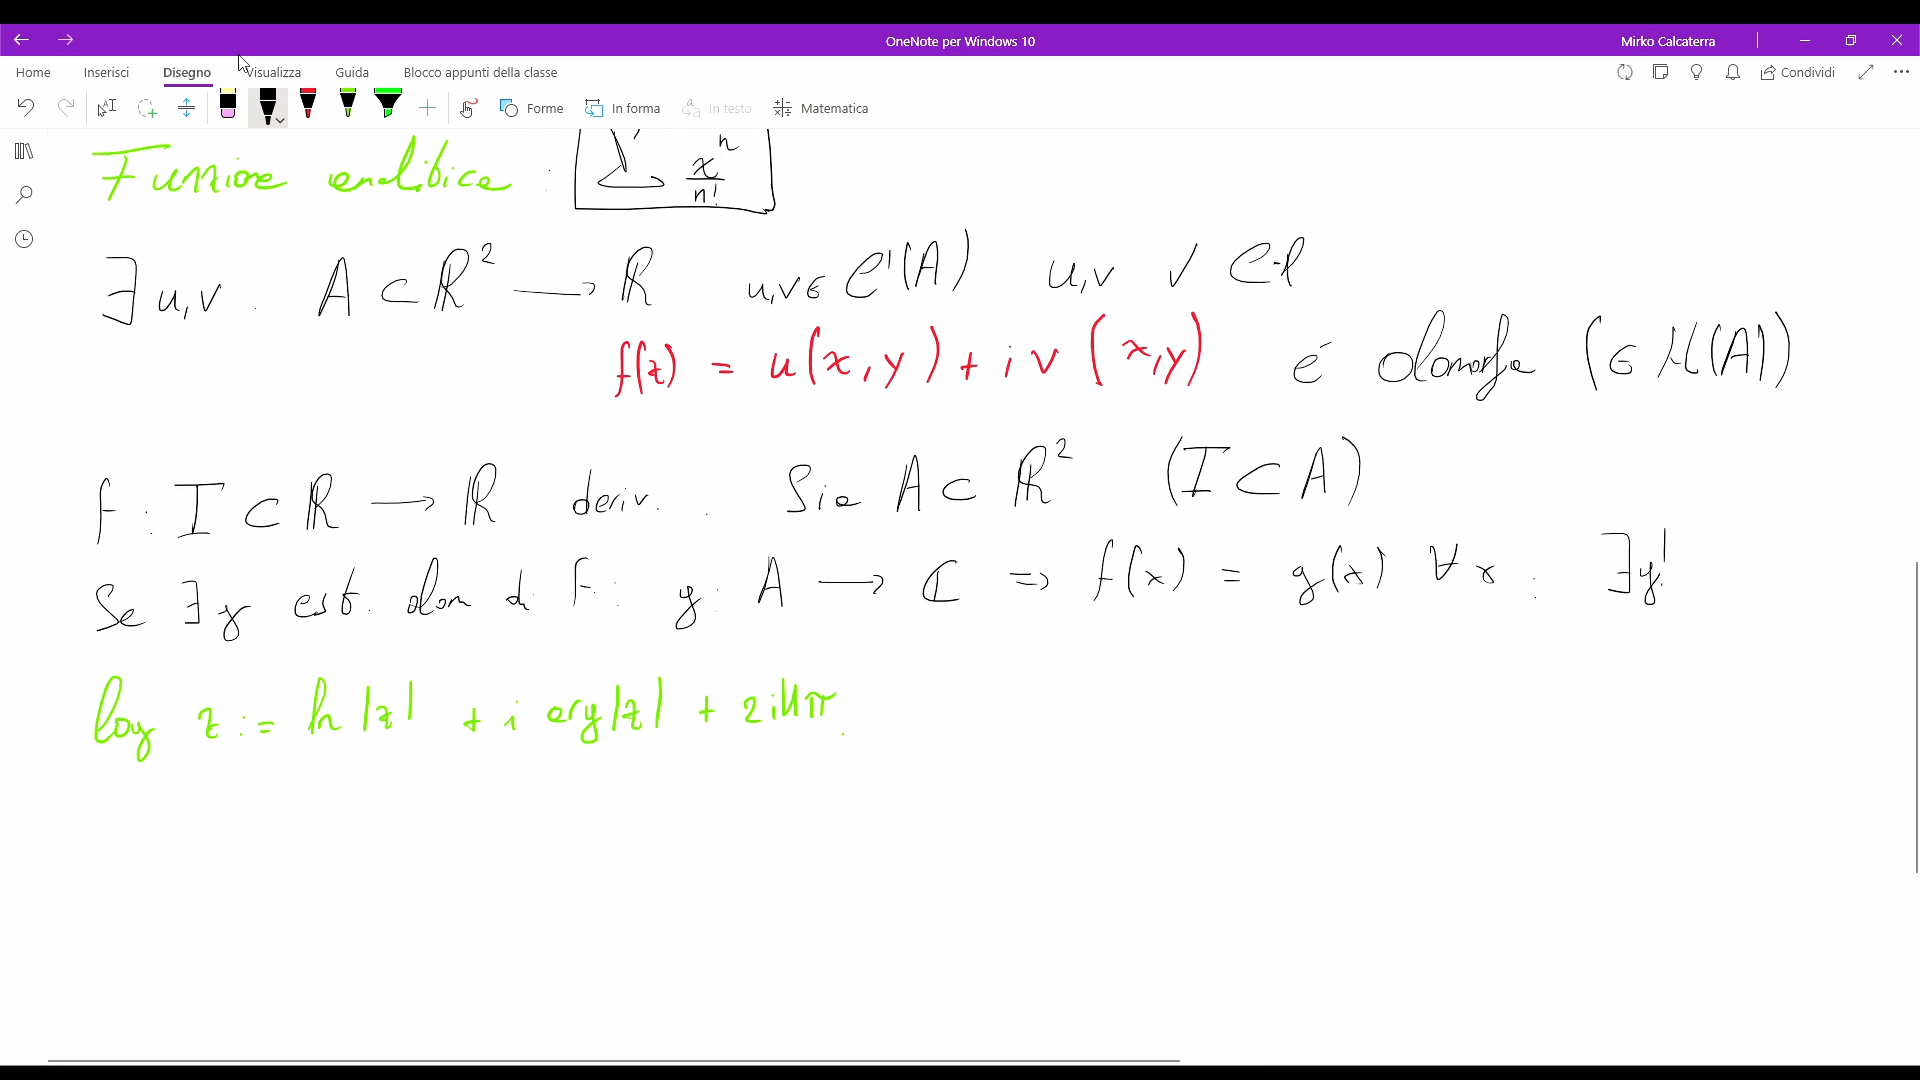 OneNote per Windows 10
Mirko Calcaterra
Home Inserisci Disegno Visualizza Guida Blocco appunti della classe
Condividi
Forme In forma In testo Matematica
Funzione analitica : ∑ x^n/n!
∃ u,v . A ⊂ ℝ² → ℝ u,v ∈ C¹(A) u,v ✓ C-R
f(z) = u(x,y) + i v (x,y) é olomorfa (∈ H(A))
f : I ⊂ ℝ → ℝ deriv. . Sia A ⊂ ℝ² (I ⊂ A)
Se ∃ g est. olom di f : g : A → ℂ => f(x) = g(x) ∀ x : ∃ g!
log z := ln |z| + i arg|z| + 2ikπ .